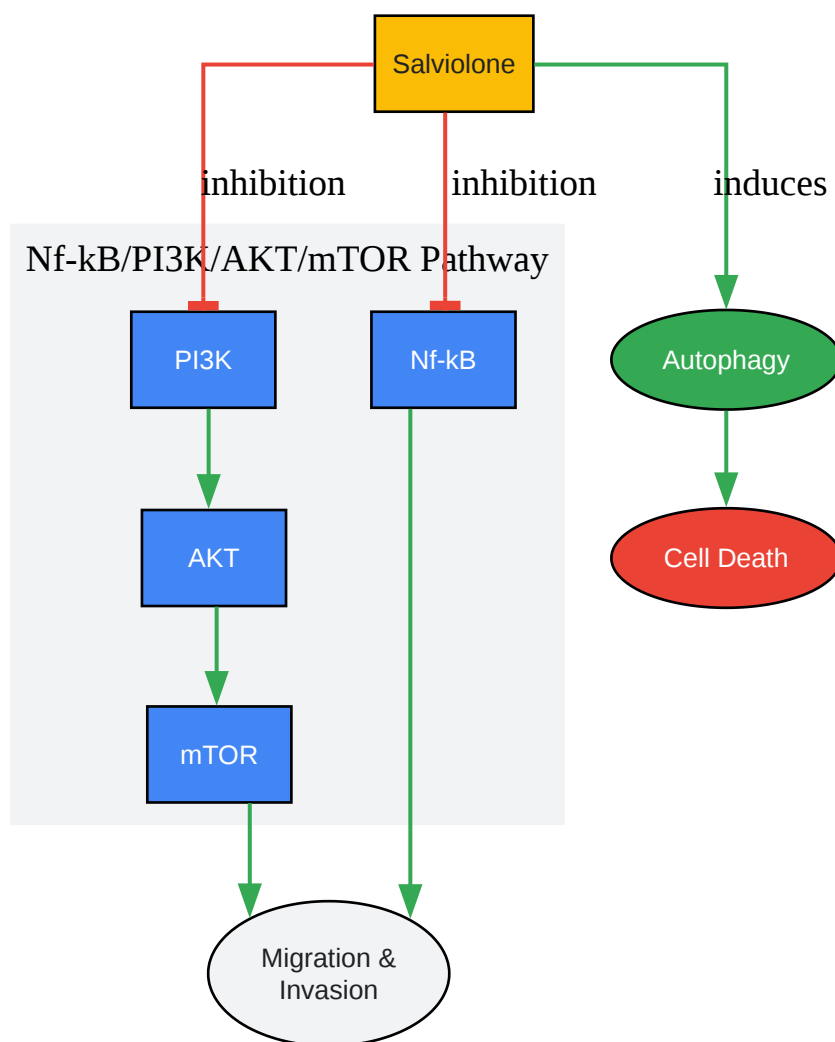 Salviolone
inhibition
inhibition
induces
Nf-kB/PI3K/AKT/mTOR Pathway
PI3K
Nf-kB
Autophagy
AKT
Cell Death
mTOR
Migration &
Invasion